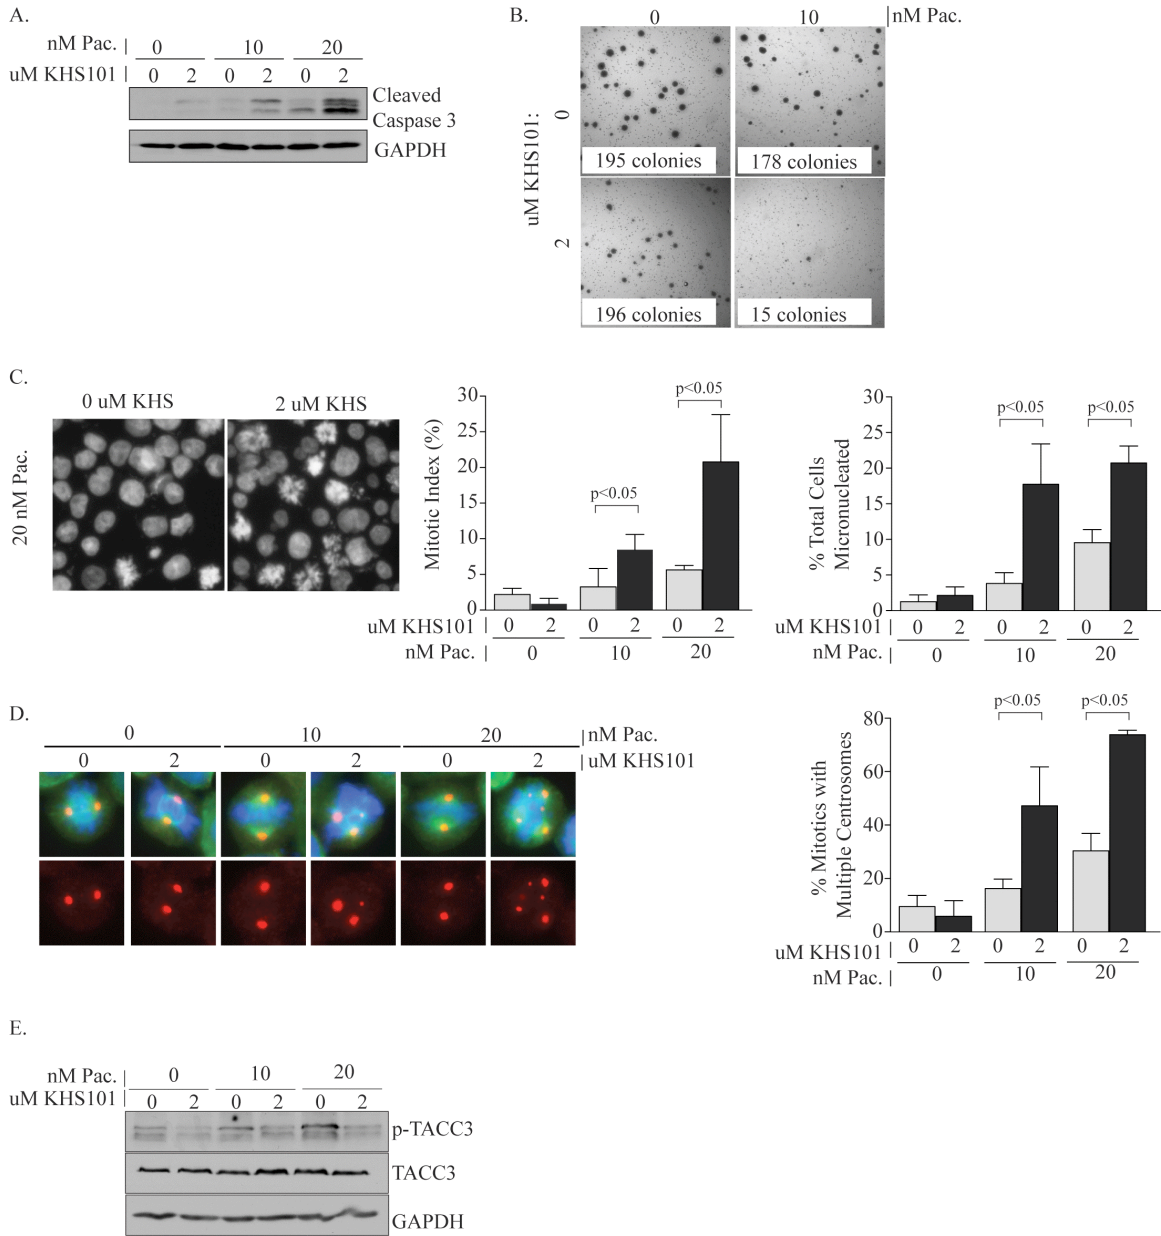 A.
nM Pac. | 0 10 20
uM KHS101 | 0 2 0 2 0 2
Cleaved
Caspase 3
GAPDH
B.
0 10 |nM Pac.
uM KHS101:
0
2
195 colonies
178 colonies
196 colonies
15 colonies
C.
0 uM KHS
2 uM KHS
20 nM Pac.
Mitotic Index (%)
30
25
20
15
10
5
0
p<0.05
p<0.05
uM KHS101 | 0 2 0 2 0 2
nM Pac. | 0 10 20
% Total Cells
Micronucleated
30
25
20
15
10
5
0
p<0.05
p<0.05
uM KHS101 | 0 2 0 2 0 2
nM Pac. | 0 10 20
D.
0 10 20 |nM Pac.
0 2 0 2 0 2 |uM KHS101
% Mitotics with
Multiple Centrosomes
80
60
40
20
0
p<0.05
p<0.05
uM KHS101 | 0 2 0 2 0 2
nM Pac. | 0 10 20
E.
nM Pac. | 0 10 20
uM KHS101 | 0 2 0 2 0 2
p-TACC3
TACC3
GAPDH